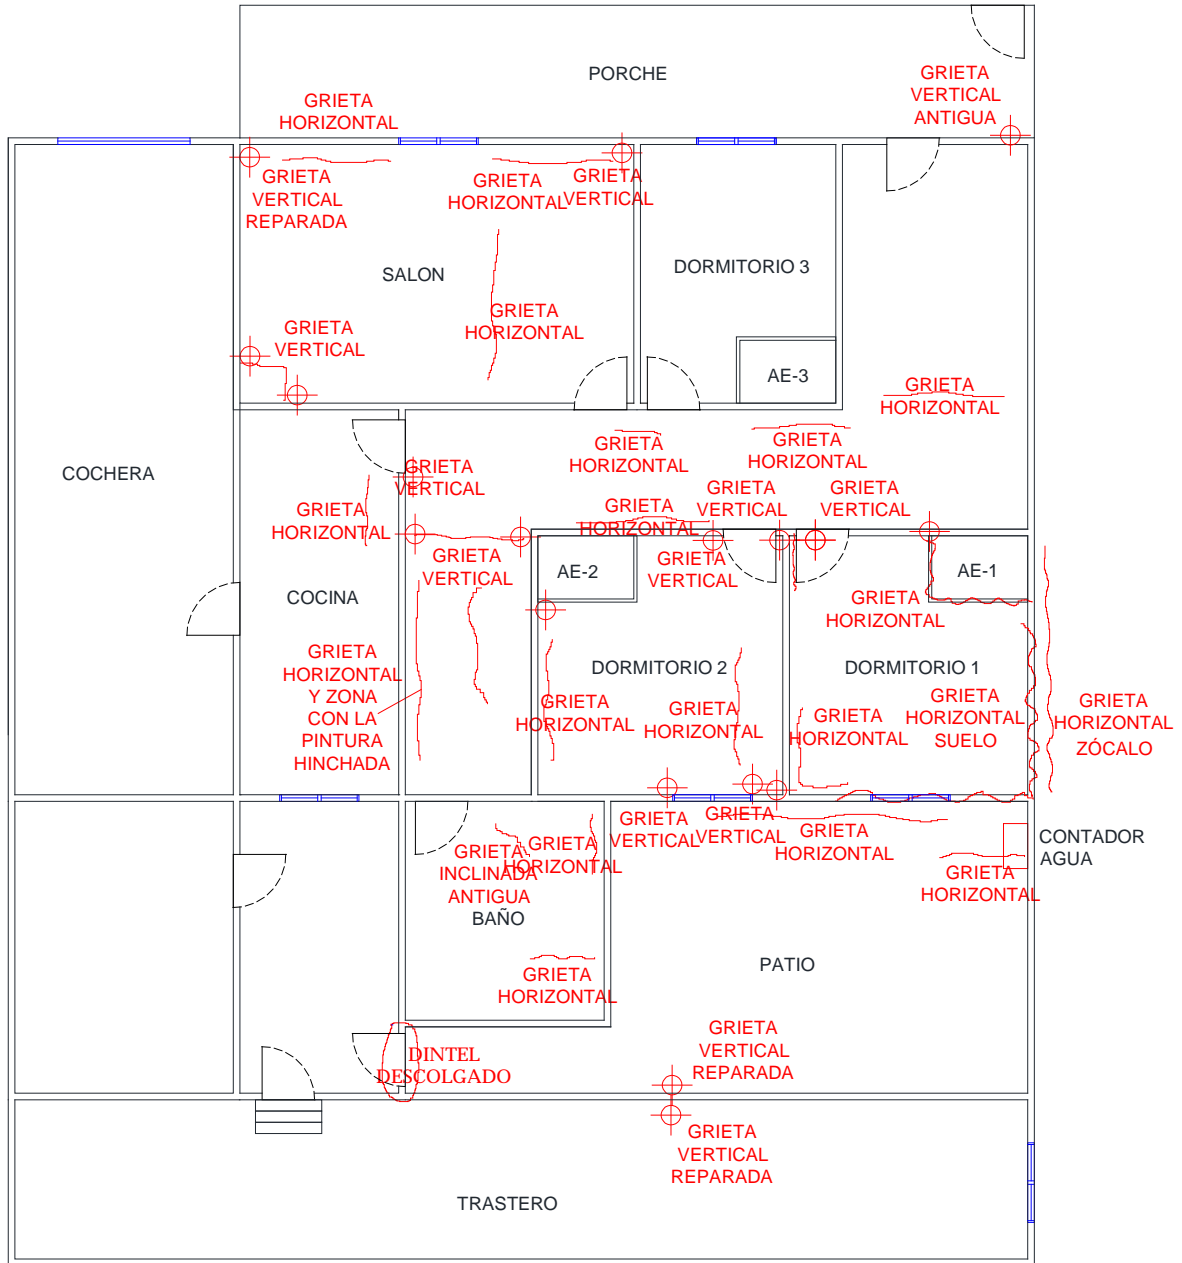 PORCHE
GRIETA
VERTICAL
ANTIGUA
GRIETA
HORIZONTAL
GRIETA
VERTICAL
REPARADA
GRIETA
HORIZONTAL
GRIETA
VERTICAL
SALON
DORMITORIO 3
GRIETA
HORIZONTAL
GRIETA
VERTICAL
AE-3
GRIETA
HORIZONTAL
COCHERA
GRIETA
HORIZONTAL
GRIETA
HORIZONTAL
GRIETA
VERTICAL
GRIETA
VERTICAL
GRIETA
VERTICAL
GRIETA
HORIZONTAL
GRIETA
HORIZONTAL
GRIETA
VERTICAL
GRIETA
VERTICAL
AE-2
AE-1
COCINA
GRIETA
HORIZONTAL
GRIETA
HORIZONTAL
Y ZONA
CON LA
PINTURA
HINCHADA
DORMITORIO 2
DORMITORIO 1
GRIETA
HORIZONTAL
GRIETA
HORIZONTAL
GRIETA
HORIZONTAL
GRIETA
HORIZONTAL
SUELO
GRIETA
HORIZONTAL
ZÓCALO
GRIETA
VERTICAL
GRIETA
VERTICAL
GRIETA
HORIZONTAL
CONTADOR
AGUA
GRIETA
INCLINADA
ANTIGUA
GRIETA
HORIZONTAL
GRIETA
HORIZONTAL
BAÑO
PATIO
GRIETA
HORIZONTAL
DINTEL
DESCOLGADO
GRIETA
VERTICAL
REPARADA
GRIETA
VERTICAL
REPARADA
TRASTERO